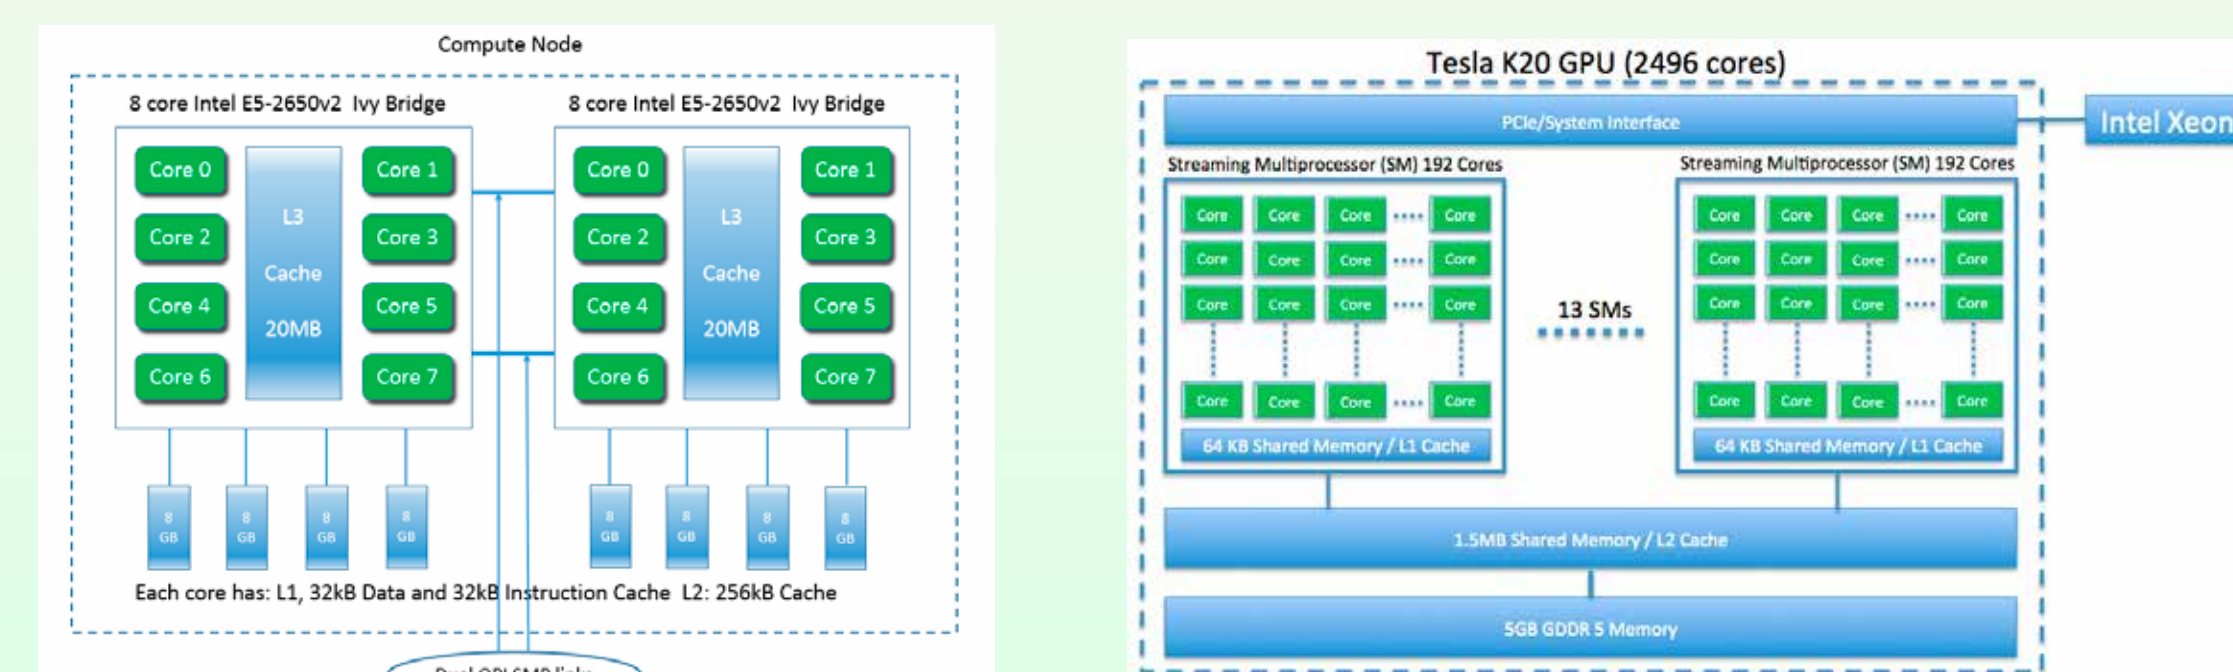 Compute Node
8 core Intel E5-2650v2 Ivy Bridge
8 core Intel E5-2650v2 Ivy Bridge
Core 0
Core 1
Core 2
Core 3
Core 4
Core 5
Core 6
Core 7
L3
Cache
20MB
Core 0
Core 1
Core 2
Core 3
Core 4
Core 5
Core 6
Core 7
L3
Cache
20MB
8
GB
8
GB
8
GB
8
GB
8
GB
8
GB
8
GB
8
GB
Each core has: L1, 32kB Data and 32kB Instruction Cache L2: 256kB Cache
Dual QPI SMP links
Tesla K20 GPU (2496 cores)
PCIe/System Interface
Intel Xeon
Streaming Multiprocessor (SM) 192 Cores
Core Core Core Core
Core Core Core Core
Core Core Core Core
Core Core Core Core
64 KB Shared Memory / L1 Cache
13 SMs
Streaming Multiprocessor (SM) 192 Cores
Core Core Core Core
Core Core Core Core
Core Core Core Core
Core Core Core Core
64 KB Shared Memory / L1 Cache
1.5MB Shared Memory / L2 Cache
5GB GDDR 5 Memory